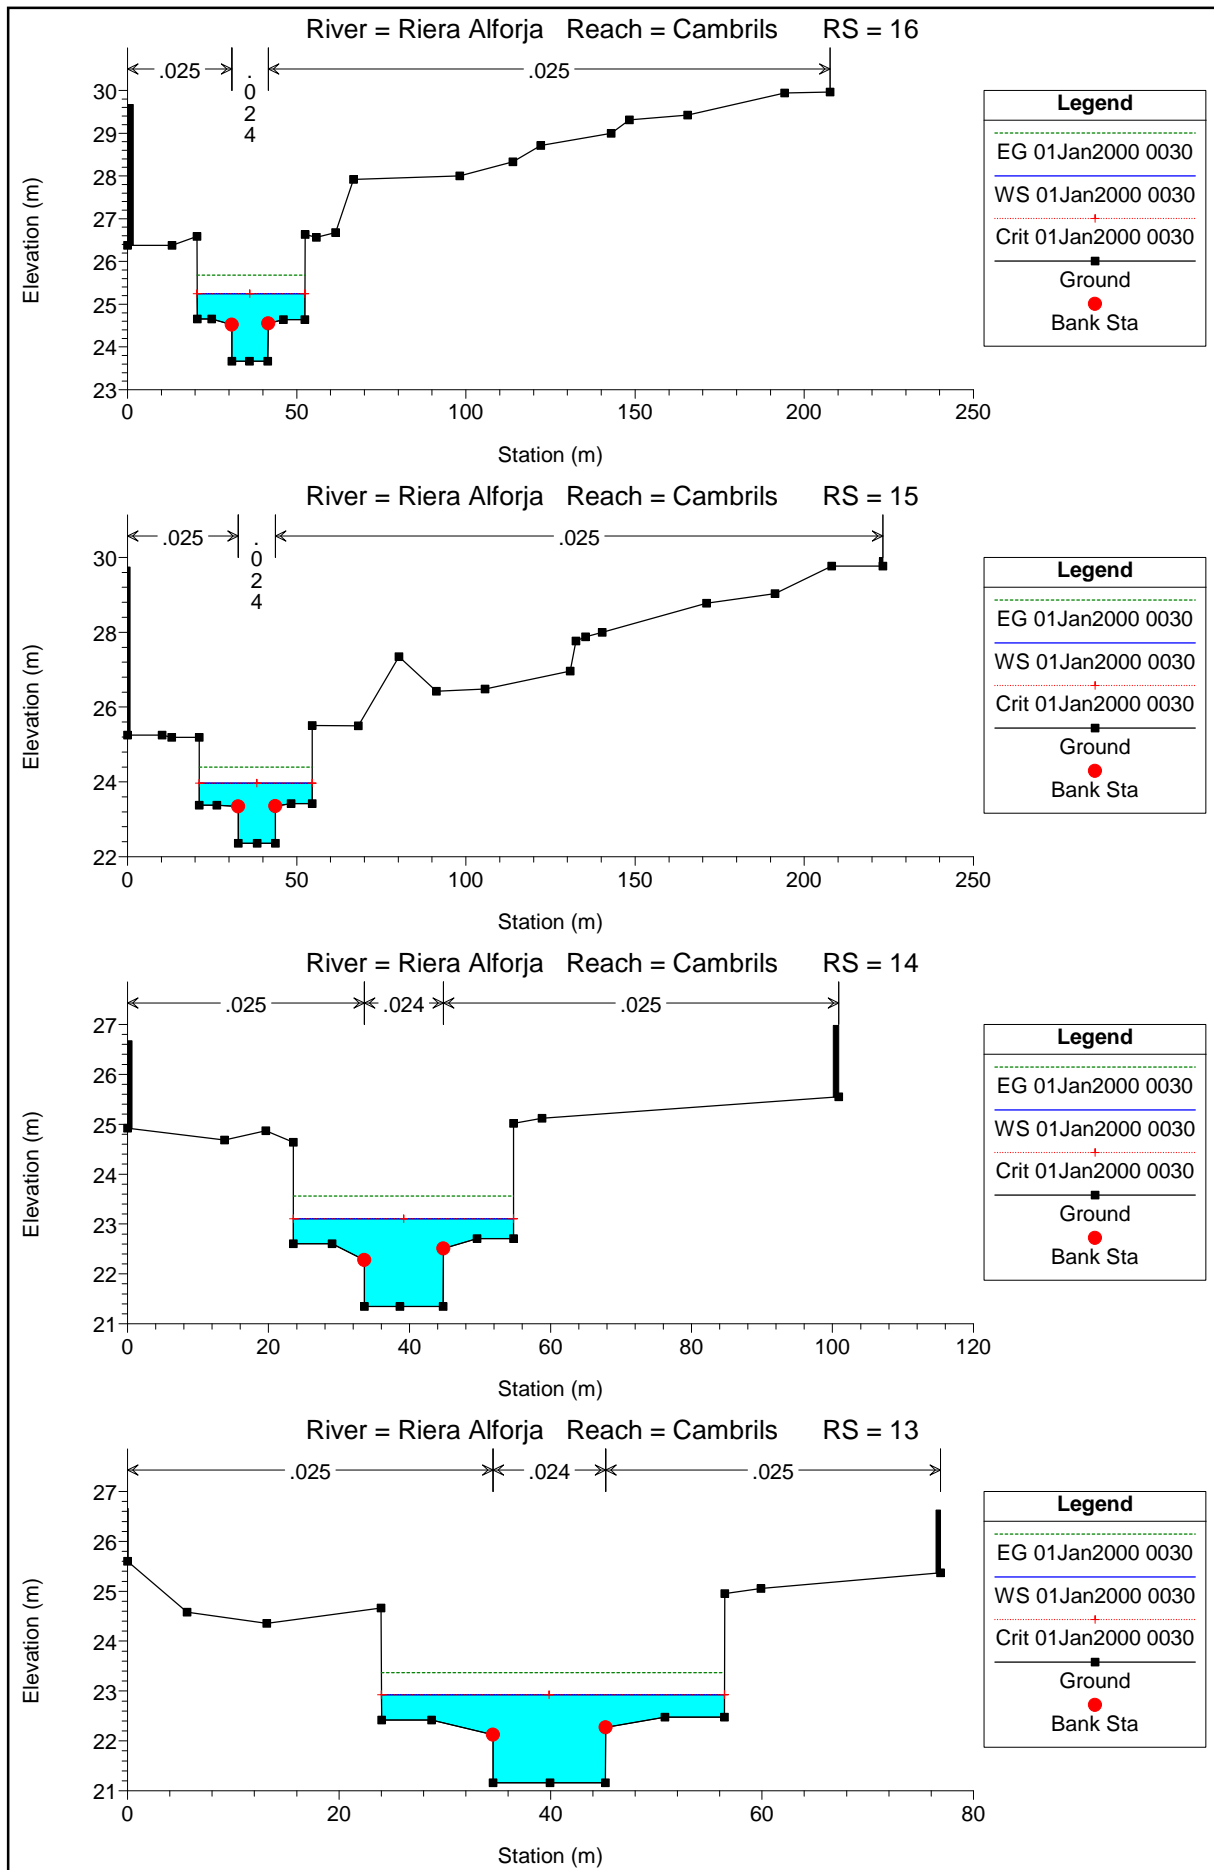 River = Riera Alforja Reach = Cambrils RS = 16
.025
.024
.025
30
29
28
27
26
25
24
23
Elevation (m)
0 50 100 150 200 250
Station (m)
Legend
EG 01Jan2000 0030
WS 01Jan2000 0030
Crit 01Jan2000 0030
Ground
Bank Sta
River = Riera Alforja Reach = Cambrils RS = 15
.025
.024
.025
30
28
26
24
22
Elevation (m)
0 50 100 150 200 250
Station (m)
Legend
EG 01Jan2000 0030
WS 01Jan2000 0030
Crit 01Jan2000 0030
Ground
Bank Sta
River = Riera Alforja Reach = Cambrils RS = 14
.025 .024 .025
27
26
25
24
23
22
21
Elevation (m)
0 20 40 60 80 100 120
Station (m)
Legend
EG 01Jan2000 0030
WS 01Jan2000 0030
Crit 01Jan2000 0030
Ground
Bank Sta
River = Riera Alforja Reach = Cambrils RS = 13
.025 .024 .025
27
26
25
24
23
22
21
Elevation (m)
0 20 40 60 80
Station (m)
Legend
EG 01Jan2000 0030
WS 01Jan2000 0030
Crit 01Jan2000 0030
Ground
Bank Sta